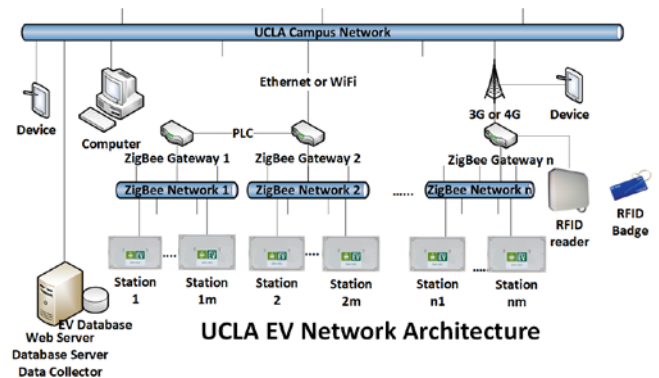 UCLA Campus Network
Ethernet or WiFi
Device
Computer
PLC
3G or 4G
Device
ZigBee Gateway 1
ZigBee Gateway 2
ZigBee Gateway n
ZigBee Network 1
ZigBee Network 2
......
ZigBee Network n
RFID
reader
RFID
Badge
....
....
.....
Station
1
Station
1m
Station
2
Station
2m
Station
n1
Station
nm
EV Database
Web Server
Database Server
Data Collector
UCLA EV Network Architecture